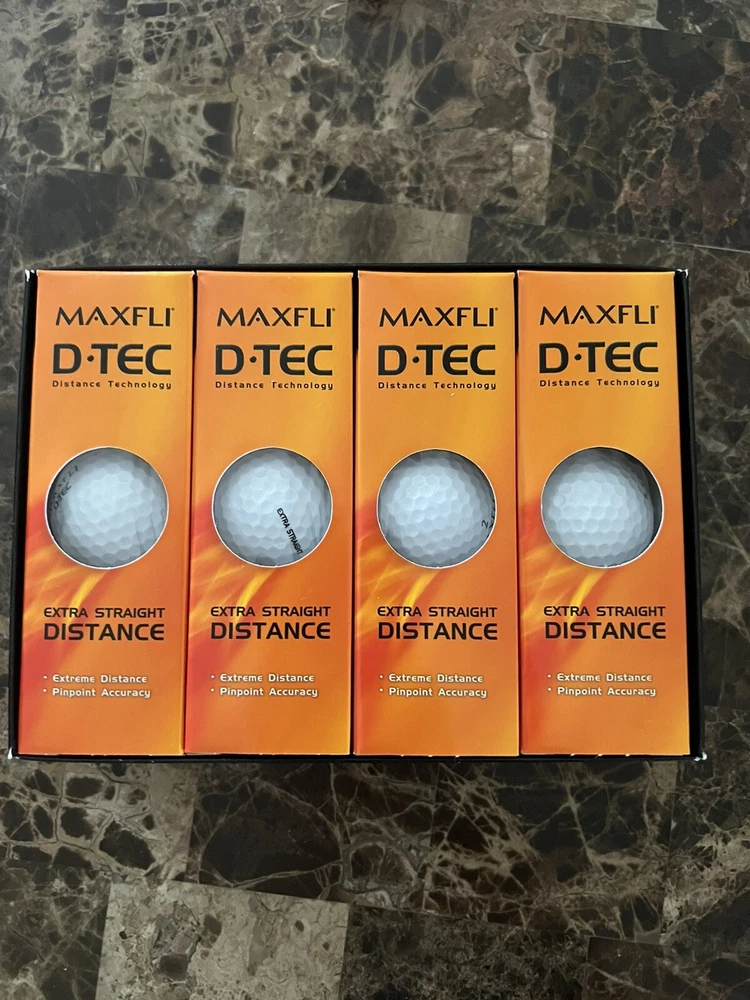 MAXFLI®
D·TEC
Distance Technology
EXTRA STRAIGHT
DISTANCE
• Extreme Distance
• Pinpoint Accuracy
MAXFLI®
D·TEC
Distance Technology
EXTRA STRAIGHT
EXTRA STRAIGHT
DISTANCE
• Extreme Distance
• Pinpoint Accuracy
MAXFLI®
D·TEC
Distance Technology
2
EXTRA STRAIGHT
DISTANCE
• Extreme Distance
• Pinpoint Accuracy
MAXFLI®
D·TEC
Distance Technology
EXTRA STRAIGHT
DISTANCE
• Extreme Distance
• Pinpoint Accuracy